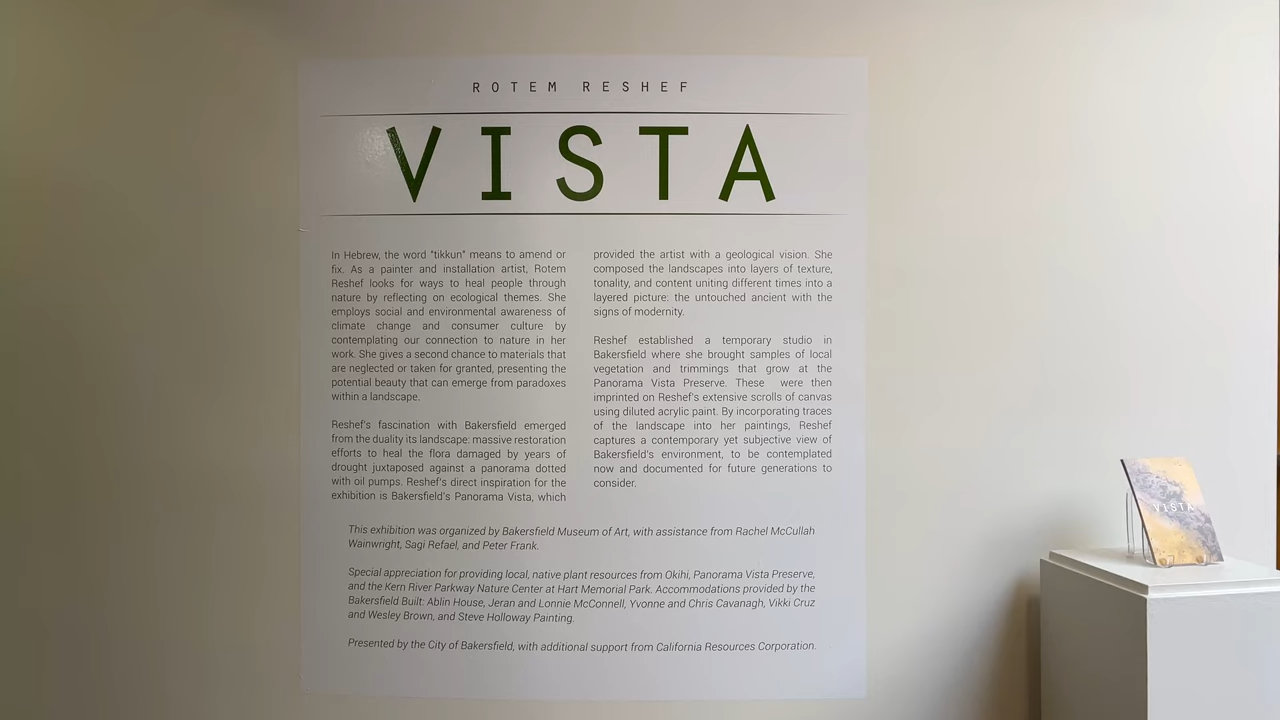 ROTEM RESHEF
VISTA
In Hebrew, the word "tikkun" means to amend or
fix. As a painter and installation artist, Rotem
Reshef looks for ways to heal people through
nature by reflecting on ecological themes. She
employs social and environmental awareness of
climate change and consumer culture by
contemplating our connection to nature in her
work. She gives a second chance to materials that
are neglected or taken for granted, presenting the
potential beauty that can emerge from paradoxes
within a landscape.
Reshef's fascination with Bakersfield emerged
from the duality its landscape: massive restoration
efforts to heal the flora damaged by years of
drought juxtaposed against a panorama dotted
with oil pumps. Reshef's direct inspiration for the
exhibition is Bakersfield's Panorama Vista, which
provided the artist with a geological vision. She
composed the landscapes into layers of texture,
tonality, and content uniting different times into a
layered picture: the untouched ancient with the
signs of modernity.
Reshef established a temporary studio in
Bakersfield where she brought samples of local
vegetation and trimmings that grow at the
Panorama Vista Preserve. These were then
imprinted on Reshef's extensive scrolls of canvas
using diluted acrylic paint. By incorporating traces
of the landscape into her paintings, Reshef
captures a contemporary yet subjective view of
Bakersfield's environment, to be contemplated
now and documented for future generations to
consider.
This exhibition was organized by Bakersfield Museum of Art, with assistance from Rachel McCullah
Wainwright, Sagi Refael, and Peter Frank.
Special appreciation for providing local, native plant resources from Okihi, Panorama Vista Preserve,
and the Kern River Parkway Nature Center at Hart Memorial Park. Accommodations provided by the
Bakersfield Built: Ablin House, Jeran and Lonnie McConnell, Yvonne and Chris Cavanagh, Vikki Cruz
and Wesley Brown, and Steve Holloway Painting.
Presented by the City of Bakersfield, with additional support from California Resources Corporation.
VISTA